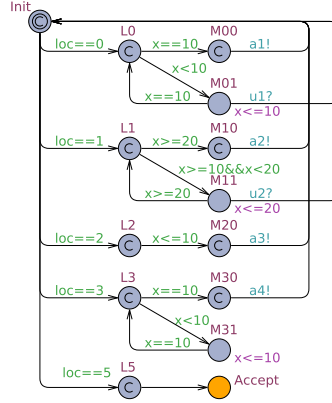 Init
L0
M00
loc==0
x==10
a1!
x<10
M01
x==10
u1?
x<=10
L1
M10
loc==1
x>=20
a2!
x>=10&&x<20
M11
x>=20
u2?
x<=20
L2
M20
loc==2
x<=10
a3!
L3
M30
loc==3
x==10
a4!
x<10
M31
x==10
x<=10
loc==5
L5
Accept
C
C
C
C
C
C
C
C
C
C
C